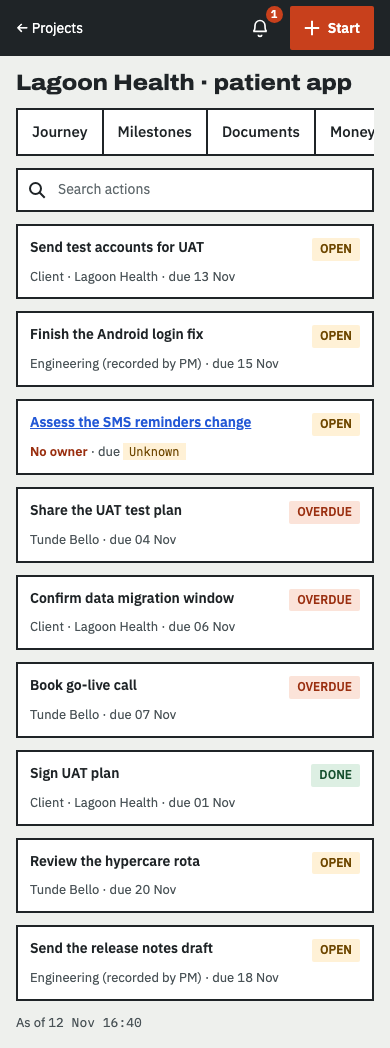 ← Projects
1
+ Start
Lagoon Health · patient app
Journey Milestones Documents Money
Search actions
Send test accounts for UAT OPEN
Client · Lagoon Health · due 13 Nov
Finish the Android login fix OPEN
Engineering (recorded by PM) · due 15 Nov
Assess the SMS reminders change OPEN
No owner · due Unknown
Share the UAT test plan OVERDUE
Tunde Bello · due 04 Nov
Confirm data migration window OVERDUE
Client · Lagoon Health · due 06 Nov
Book go-live call OVERDUE
Tunde Bello · due 07 Nov
Sign UAT plan DONE
Client · Lagoon Health · due 01 Nov
Review the hypercare rota OPEN
Tunde Bello · due 20 Nov
Send the release notes draft OPEN
Engineering (recorded by PM) · due 18 Nov
As of 12 Nov 16:40